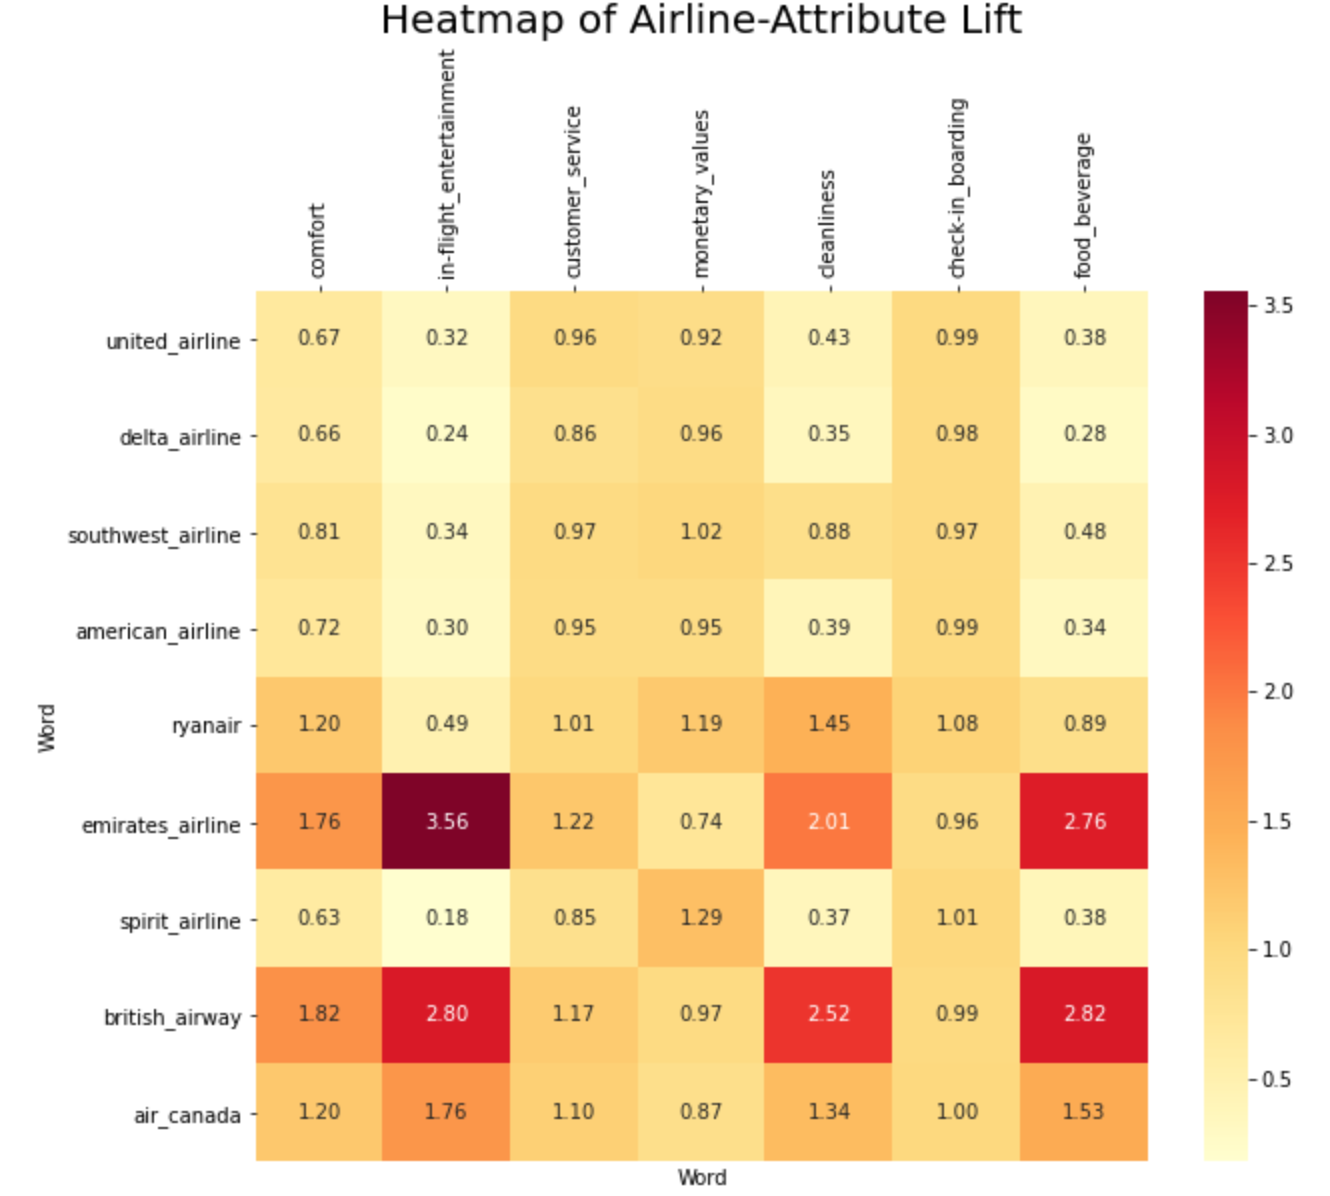 Heatmap of Airline-Attribute Lift
comfort
in-flight_entertainment
customer_service
monetary_values
cleanliness
check-in_boarding
food_beverage
united_airline 0.67 0.32 0.96 0.92 0.43 0.99 0.38
delta_airline 0.66 0.24 0.86 0.96 0.35 0.98 0.28
southwest_airline 0.81 0.34 0.97 1.02 0.88 0.97 0.48
american_airline 0.72 0.30 0.95 0.95 0.39 0.99 0.34
ryanair 1.20 0.49 1.01 1.19 1.45 1.08 0.89
emirates_airline 1.76 3.56 1.22 0.74 2.01 0.96 2.76
spirit_airline 0.63 0.18 0.85 1.29 0.37 1.01 0.38
british_airway 1.82 2.80 1.17 0.97 2.52 0.99 2.82
air_canada 1.20 1.76 1.10 0.87 1.34 1.00 1.53
Word
Word
3.5
3.0
2.5
2.0
1.5
1.0
0.5